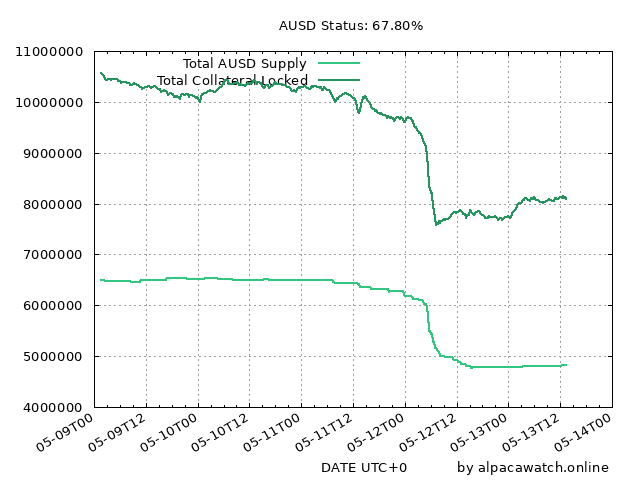 AUSD Status: 67.80%
11000000
10000000
9000000
8000000
7000000
6000000
5000000
4000000
Total AUSD Supply
Total Collateral Locked
05-09T00
05-09T12
05-10T00
05-10T12
05-11T00
05-11T12
05-12T00
05-12T12
05-13T00
05-13T12
05-14T00
DATE UTC+0
by alpacawatch.online